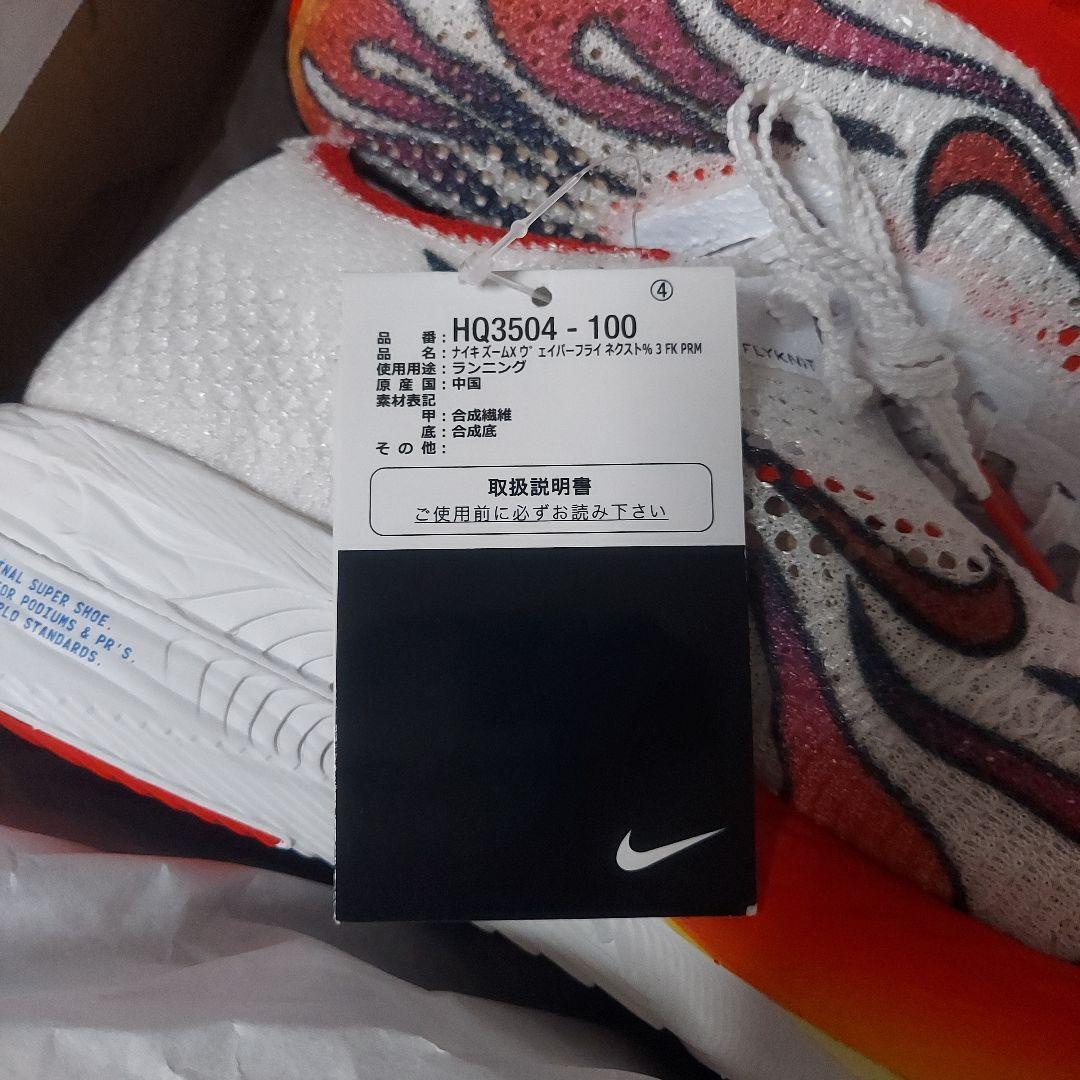 ④
品番：HQ3504 - 100
品名：ナイキ ズームX ヴェイパーフライ ネクスト% 3 FK PRM
使用用途：ランニング
原産国：中国
素材表記
甲：合成繊維
底：合成底
その他：
取扱説明書
ご使用前に必ずお読み下さい
FLYKNIT
SUPER SHOE.
PODIUMS & PR'S.
STANDARDS.